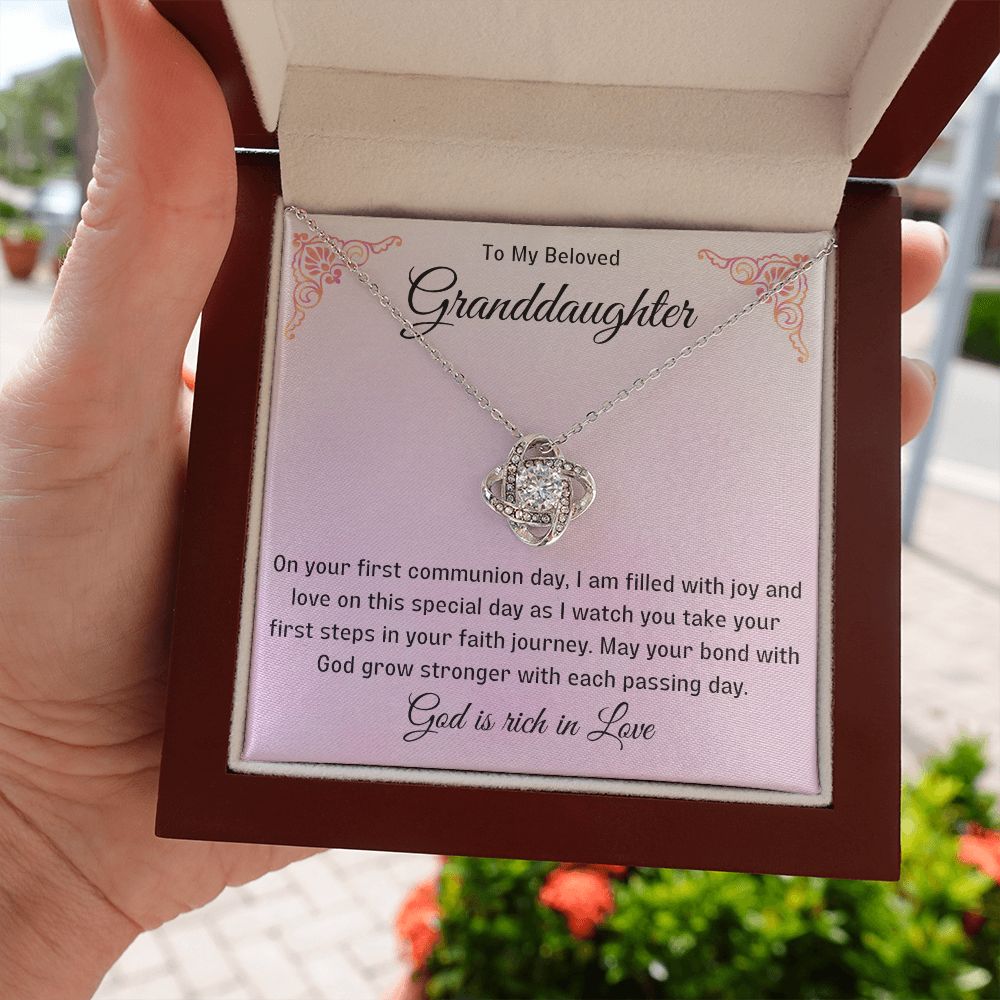 To My Beloved
Granddaughter
On your first communion day, I am filled with joy and
love on this special day as I watch you take your
first steps in your faith journey. May your bond with
God grow stronger with each passing day.
God is rich in Love